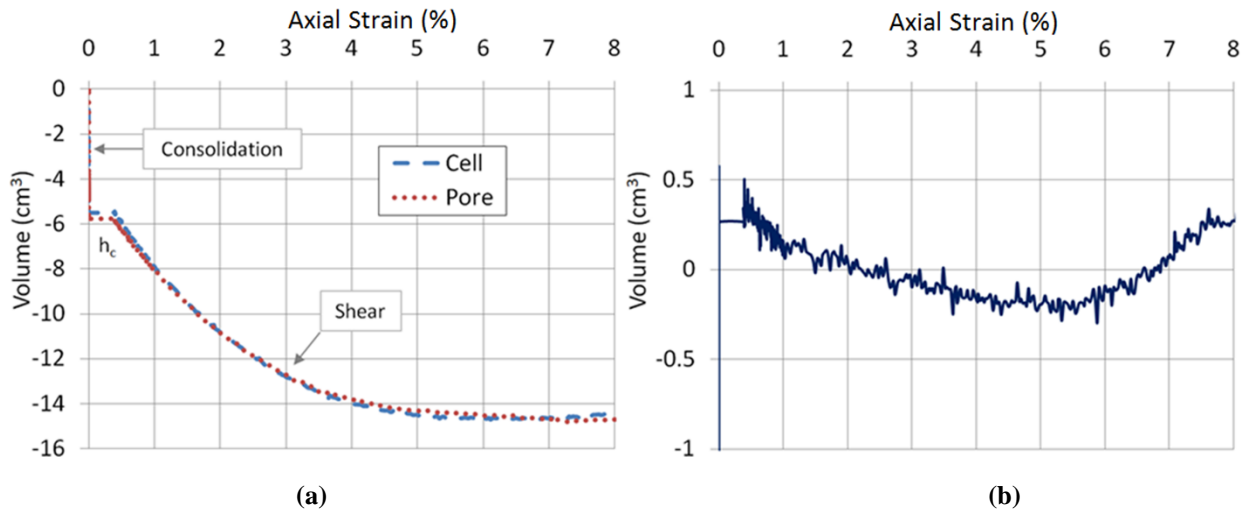 Axial Strain (%)
0 1 2 3 4 5 6 7 8
Volume (cm³)
0
-2
-4
-6
-8
-10
-12
-14
-16
Consolidation
Cell
Pore
h_c
Shear
(a)
Axial Strain (%)
0 1 2 3 4 5 6 7 8
Volume (cm³)
1
0.5
0
-0.5
-1
(b)